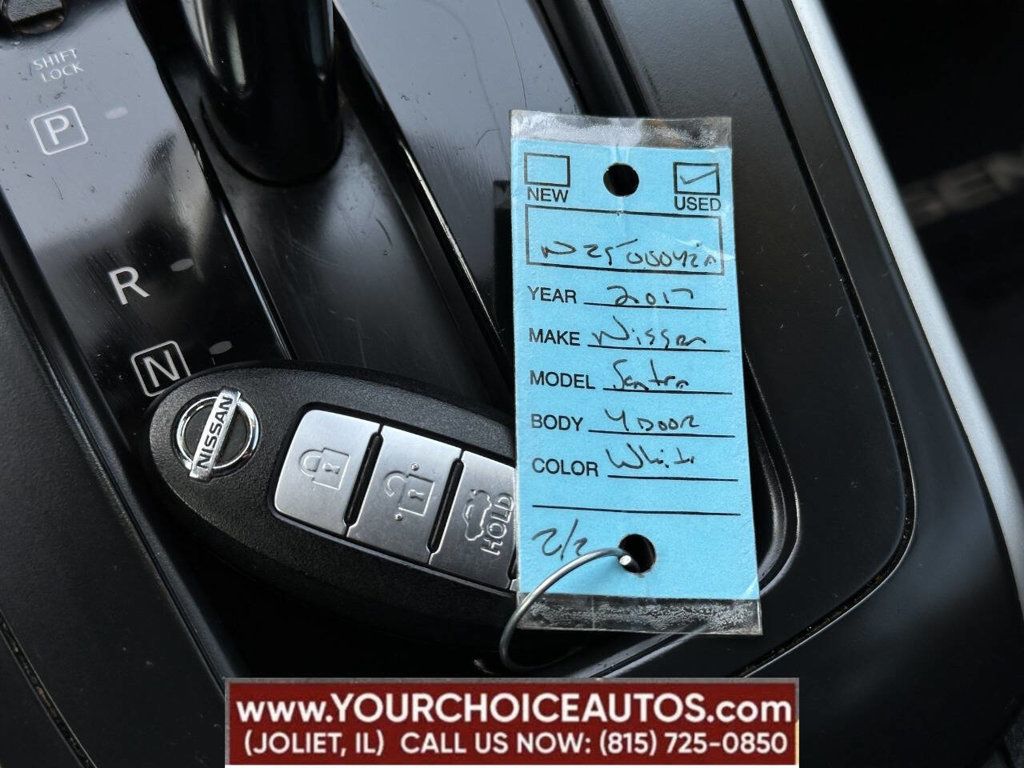 SHIFT
LOCK
P
R
N
NISSAN
HOLD
NEW
USED
YEAR 2017
MAKE Nissan
MODEL Sentra
BODY 4 DOOR
COLOR White
2/2
www.YOURCHOICEAUTOS.com
(JOLIET, IL) CALL US NOW: (815) 725-0850